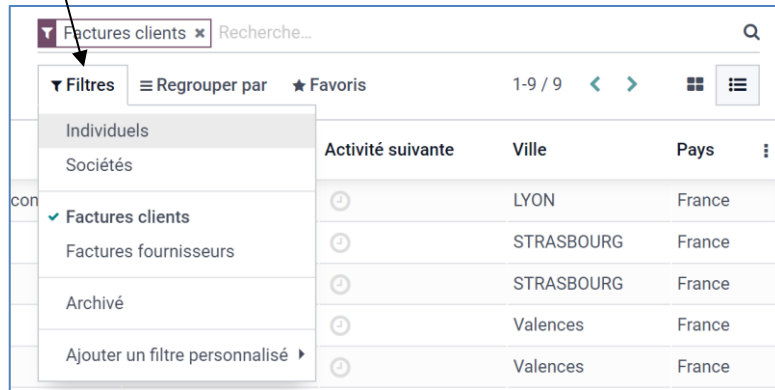 Factures clients × Recherche...
Filtres Regrouper par Favoris 1-9 / 9
Individuels
Sociétés
Factures clients
Factures fournisseurs
Archivé
Ajouter un filtre personnalisé
Activité suivante Ville Pays
con LYON France
STRASBOURG France
STRASBOURG France
Valences France
Valences France